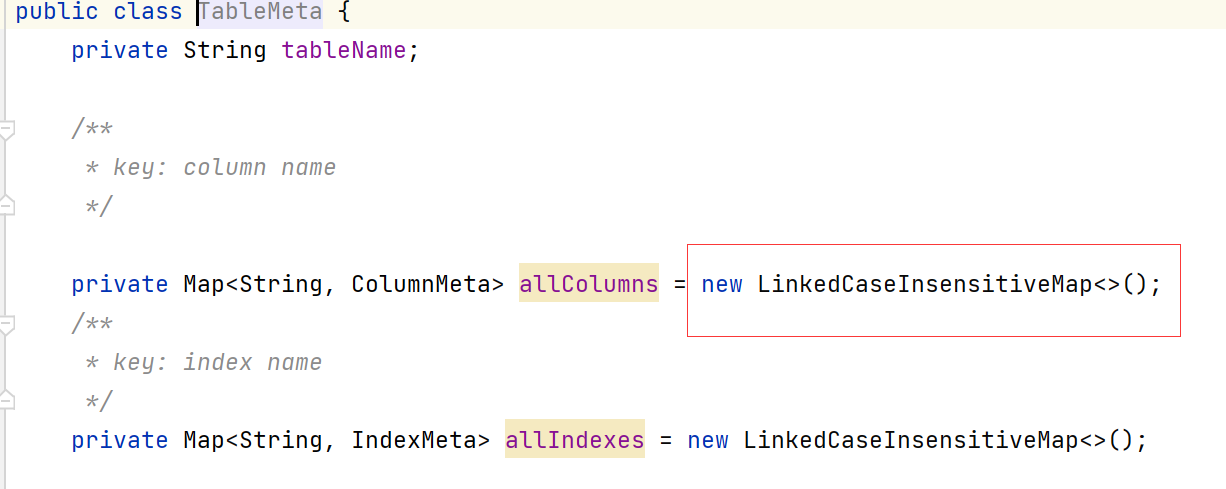 public class TableMeta {
private String tableName;
/**
* key: column name
*/
private Map<String, ColumnMeta> allColumns = new LinkedCaseInsensitiveMap<>();
/**
* key: index name
*/
private Map<String, IndexMeta> allIndexes = new LinkedCaseInsensitiveMap<>();